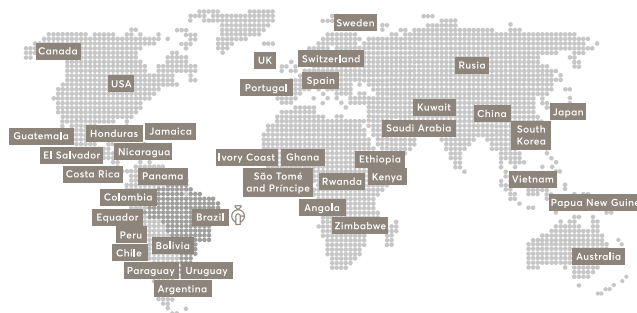 Sweden
Canada
UK
Switzerland
Rusia
USA
Spain
Portugal
Kuwait
China
Japan
Guatemala
Honduras
Jamaica
Saudi Arabia
South
Korea
El Salvador
Nicaragua
Ivory Coast
Ghana
Ethiopia
Costa Rica
Panama
São Tomé
and Príncipe
Rwanda
Kenya
Vietnam
Colombia
Angola
Papua New Guine
Equador
Brazil
Zimbabwe
Peru
Bolivia
Chile
Australia
Paraguay
Uruguay
Argentina